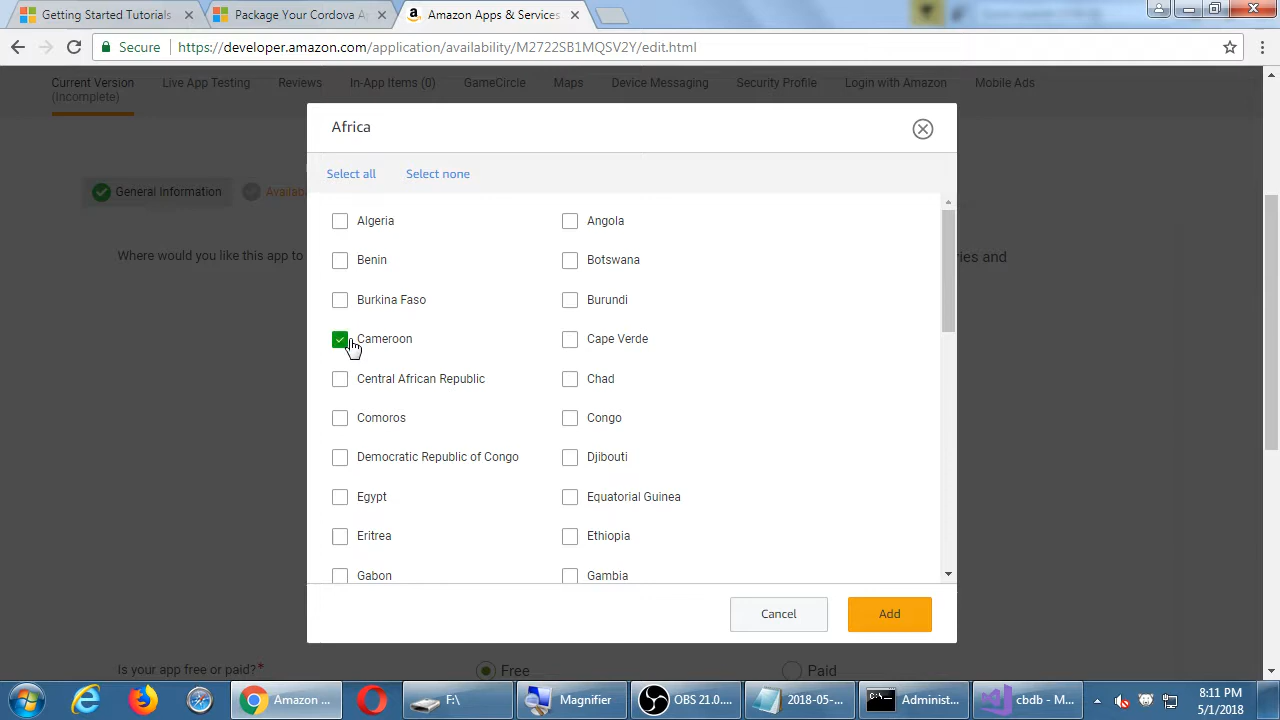 Getting Started Tutorials
Package Your Cordova A
Amazon Apps & Services
Secure
https://developer.amazon.com/application/availability/M2722SB1MQSV2Y/edit.html
Current Version
(Incomplete)
Live App Testing
Reviews
In-App Items (0)
GameCircle
Maps
Device Messaging
Security Profile
Login with Amazon
Mobile Ads
Africa
Select all
Select none
General Information
Availab
Where would you like this app to
ies and
Algeria
Angola
Benin
Botswana
Burkina Faso
Burundi
Cameroon
Cape Verde
Central African Republic
Chad
Comoros
Congo
Democratic Republic of Congo
Djibouti
Egypt
Equatorial Guinea
Eritrea
Ethiopia
Gabon
Gambia
Cancel
Add
Is your app free or paid?*
Free
Paid
Amazon ...
F:\
Magnifier
OBS 21.0....
2018-05-...
Administ...
cbdb - M...
8:11 PM
5/1/2018